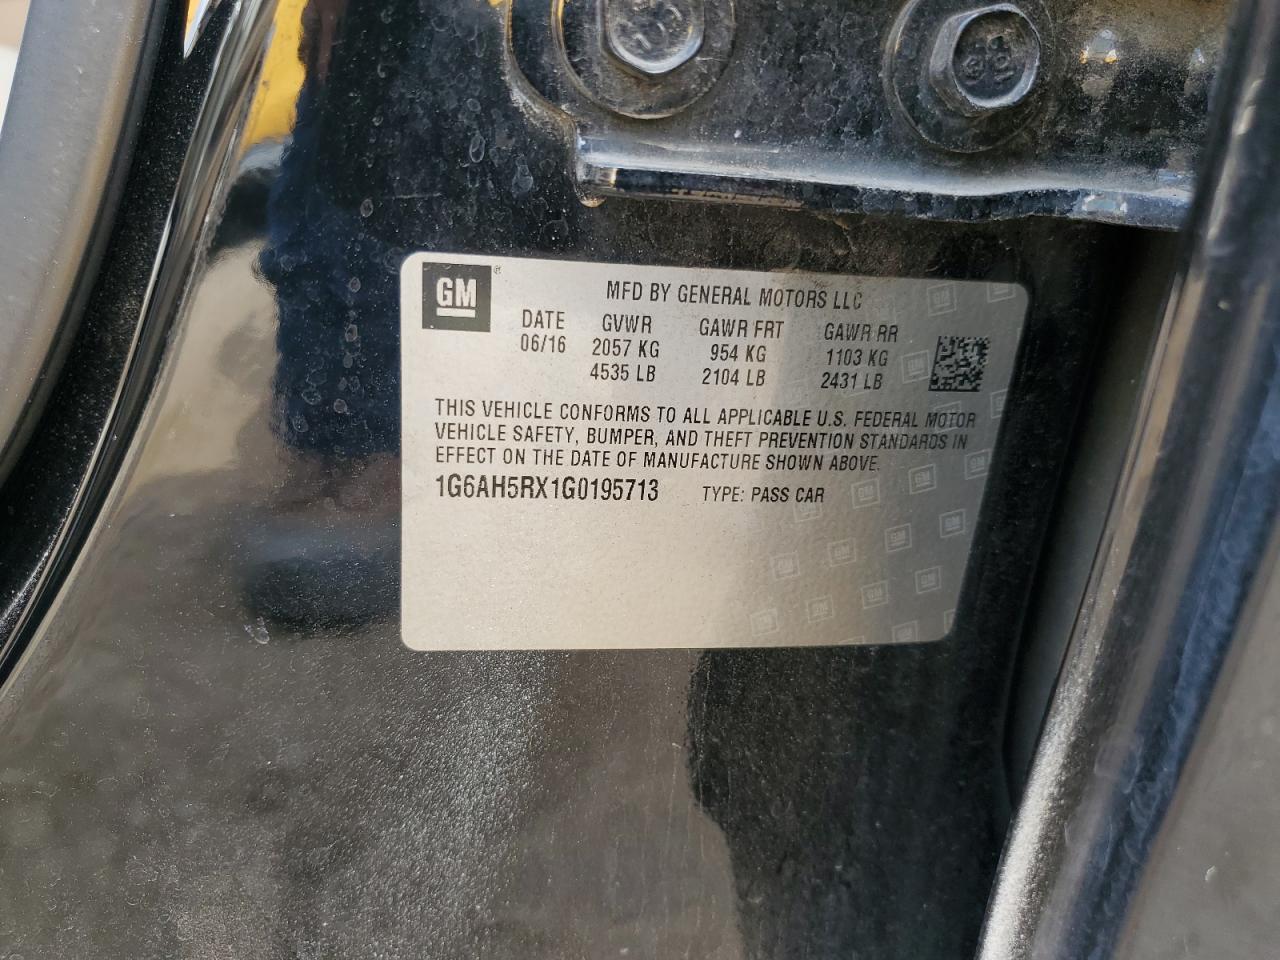 GM
MFD BY GENERAL MOTORS LLC
DATE GVWR GAWR FRT GAWR RR
06/16 2057 KG 954 KG 1103 KG
4535 LB 2104 LB 2431 LB
THIS VEHICLE CONFORMS TO ALL APPLICABLE U.S. FEDERAL MOTOR
VEHICLE SAFETY, BUMPER, AND THEFT PREVENTION STANDARDS IN
EFFECT ON THE DATE OF MANUFACTURE SHOWN ABOVE.
1G6AH5RX1G0195713 TYPE: PASS CAR